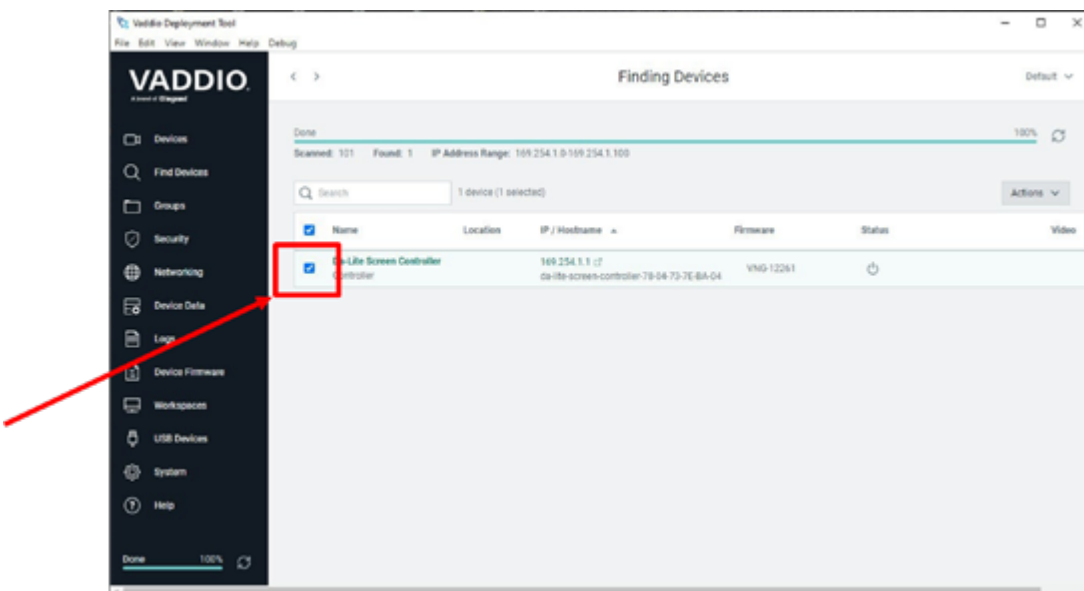 Vaddio Deployment Tool
File Edit View Window Help Debug
VADDIO
A brand of legrand
Finding Devices
Default
Devices
Find Devices
Groups
Security
Networking
Device Data
Logs
Device Firmware
Workspaces
USB Devices
System
Help
Done 100%
Done 100%
Scanned: 101 Found: 1 IP Address Range: 169.254.1.0-169.254.1.100
Search 1 device (1 selected) Actions
Name Location IP / Hostname Firmware Status Video
Da-Lite Screen Controller 169.254.1.1
Controller da-lite-screen-controller-78-04-73-7E-BA-04 VNG-12261